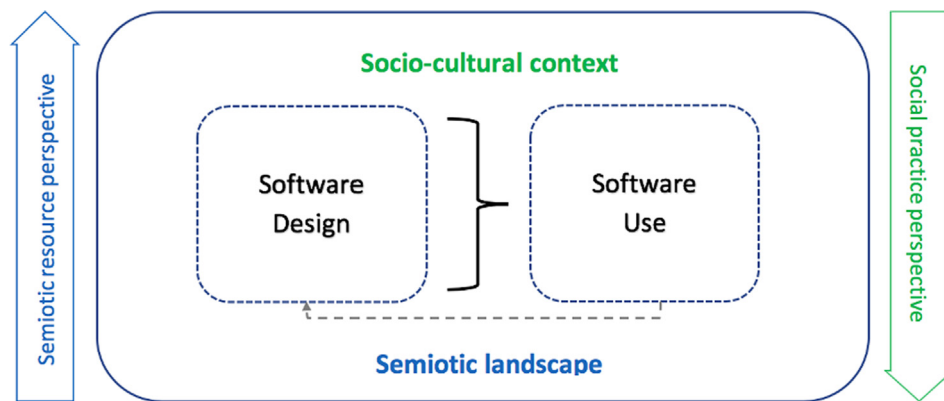 Semiotic resource perspective
Socio-cultural context
Software
Design
Software
Use
Semiotic landscape
Social practice perspective